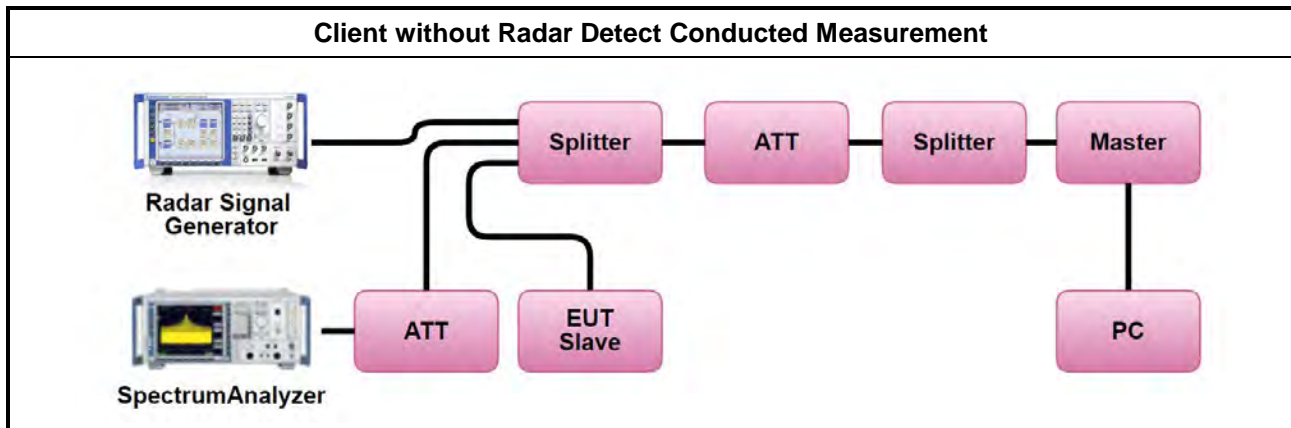 Client without Radar Detect Conducted Measurement
Radar Signal
Generator
Splitter
ATT
Splitter
Master
SpectrumAnalyzer
ATT
EUT
Slave
PC